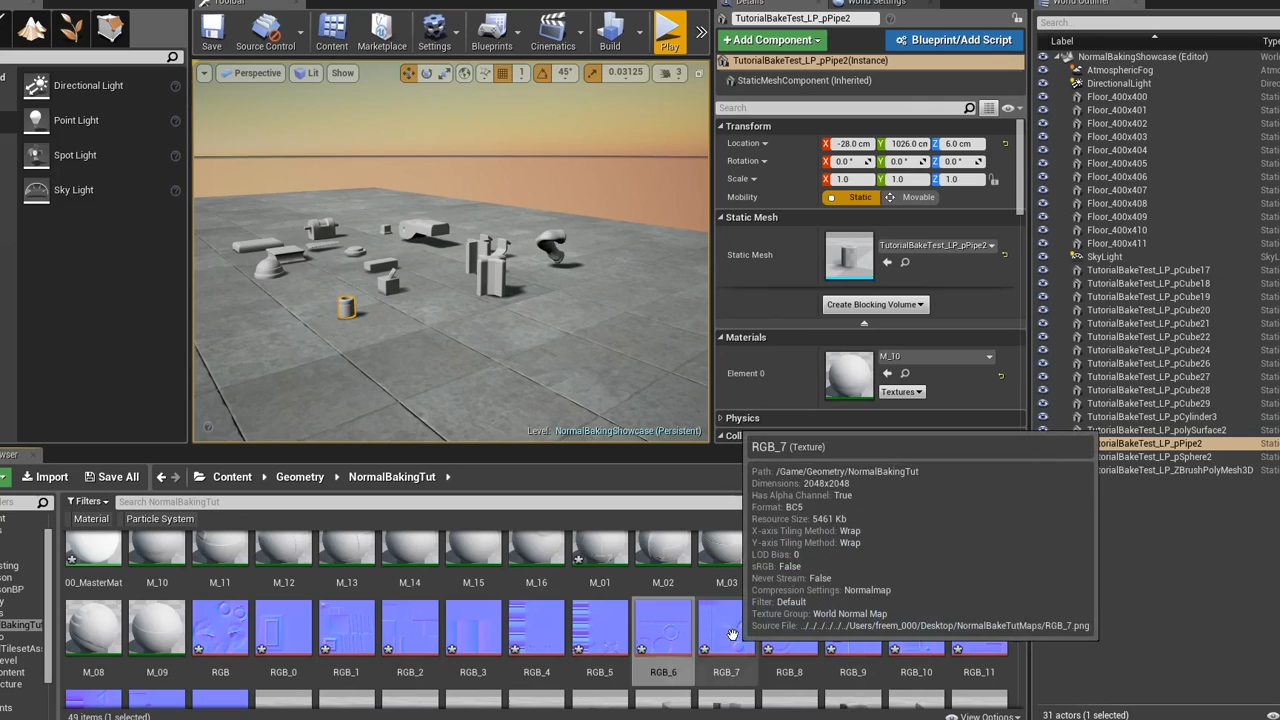 Toolbar
Details
World Settings
World Outliner
Save
Source Control
Content
Marketplace
Settings
Blueprints
Cinematics
Build
Play
TutorialBakeTest_LP_pPipe2
+ Add Component
Blueprint/Add Script
TutorialBakeTest_LP_pPipe2(Instance)
StaticMeshComponent (Inherited)
Search
Search...
Label
Type
Directional Light
Point Light
Spot Light
Sky Light
Perspective
Lit
Show
1
45°
0.03125
3
Transform
Location
X -28.0 cm
Y 1026.0 cm
Z 6.0 cm
Rotation
X 0.0 °
Y 0.0 °
Z 0.0 °
Scale
X 1.0
Y 1.0
Z 1.0
Mobility
Static
Movable
Static Mesh
Static Mesh
TutorialBakeTest_LP_pPipe2
Create Blocking Volume
Materials
Element 0
M_10
Textures
Physics
Level: NormalBakingShowcase (Persistent)
NormalBakingShowcase (Editor)
AtmosphericFog
DirectionalLight
Floor_400x400
Floor_400x401
Floor_400x402
Floor_400x403
Floor_400x404
Floor_400x405
Floor_400x406
Floor_400x407
Floor_400x408
Floor_400x409
Floor_400x410
Floor_400x411
SkyLight
TutorialBakeTest_LP_pCube17
TutorialBakeTest_LP_pCube18
TutorialBakeTest_LP_pCube19
TutorialBakeTest_LP_pCube20
TutorialBakeTest_LP_pCube21
TutorialBakeTest_LP_pCube22
TutorialBakeTest_LP_pCube24
TutorialBakeTest_LP_pCube26
TutorialBakeTest_LP_pCube27
TutorialBakeTest_LP_pCube28
TutorialBakeTest_LP_pCube29
TutorialBakeTest_LP_pCylinder3
TutorialBakeTest_LP_polySurface2
torialBakeTest_LP_pPipe2
torialBakeTest_LP_pSphere2
torialBakeTest_LP_ZBrushPolyMesh3D
31 actors (1 selected)
RGB_7 (Texture)
Path: /Game/Geometry/NormalBakingTut
Dimensions: 2048x2048
Has Alpha Channel: True
Format: BC5
Resource Size: 5461 Kb
X-axis Tiling Method: Wrap
Y-axis Tiling Method: Wrap
LOD Bias: 0
sRGB: False
Never Stream: False
Compression Settings: Normalmap
Filter: Default
Texture Group: World Normal Map
Source File: ../../../../../../Users/freem_000/Desktop/NormalBakeTutMaps/RGB_7.png
wser
Import
Save All
Content
Geometry
NormalBakingTut
Filters
Search NormalBakingTut
Material
Particle System
00_MasterMat
M_10
M_11
M_12
M_13
M_14
M_15
M_16
M_01
M_02
M_03
M_08
M_09
RGB
RGB_0
RGB_1
RGB_2
RGB_3
RGB_4
RGB_5
RGB_6
RGB_7
RGB_8
RGB_9
RGB_10
RGB_11
49 items (1 selected)
View Options